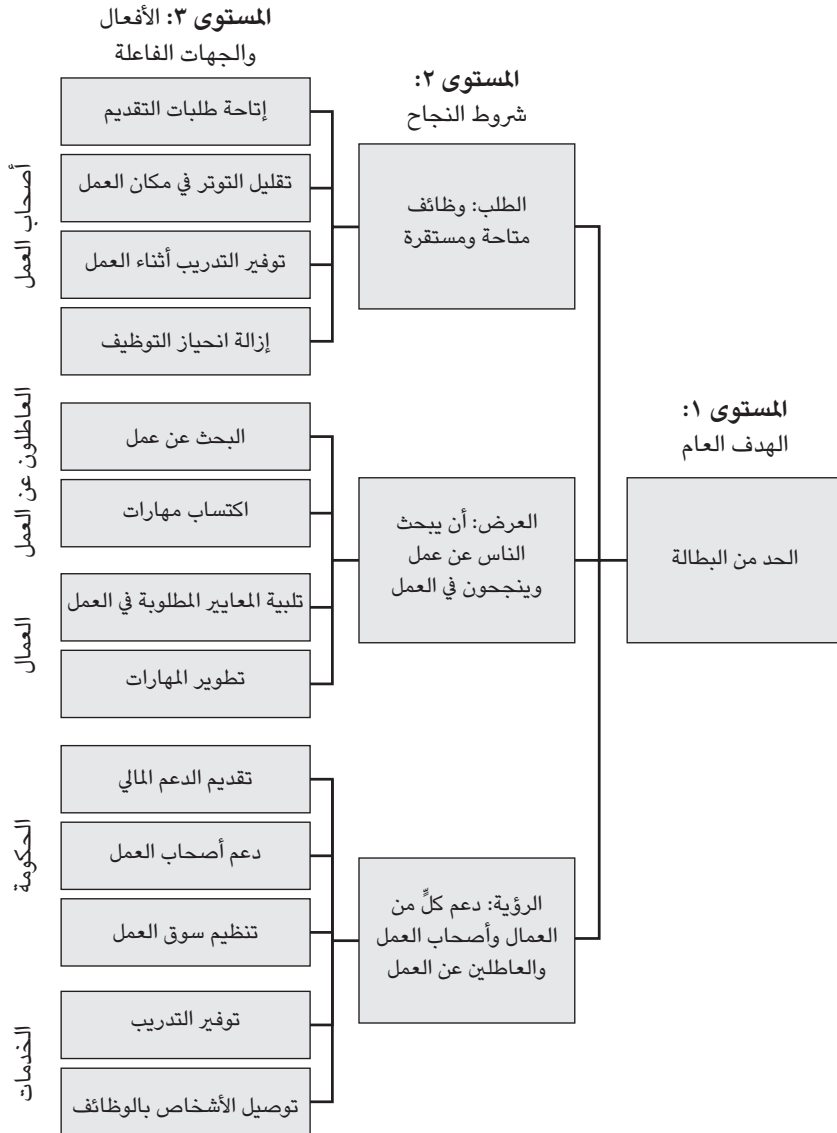 المستوى ١:
الهدف العام
الحد من البطالة
المستوى ٢:
شروط النجاح
الطلب: وظائف
متاحة ومستقرة
العرض: أن يبحث
الناس عن عمل
وينجحون في العمل
الرؤية: دعم كلٍّ من
العمال وأصحاب العمل
والعاطلين عن العمل
المستوى ٣: الأفعال
والجهات الفاعلة
أصحاب العمل
إتاحة طلبات التقديم
تقليل التوتر في مكان العمل
توفير التدريب أثناء العمل
إزالة انحياز التوظيف
العاطلون عن العمل
البحث عن عمل
اكتساب مهارات
العمال
تلبية المعايير المطلوبة في العمل
تطوير المهارات
الحكومة
تقديم الدعم المالي
دعم أصحاب العمل
تنظيم سوق العمل
الخدمات
توفير التدريب
توصيل الأشخاص بالوظائف